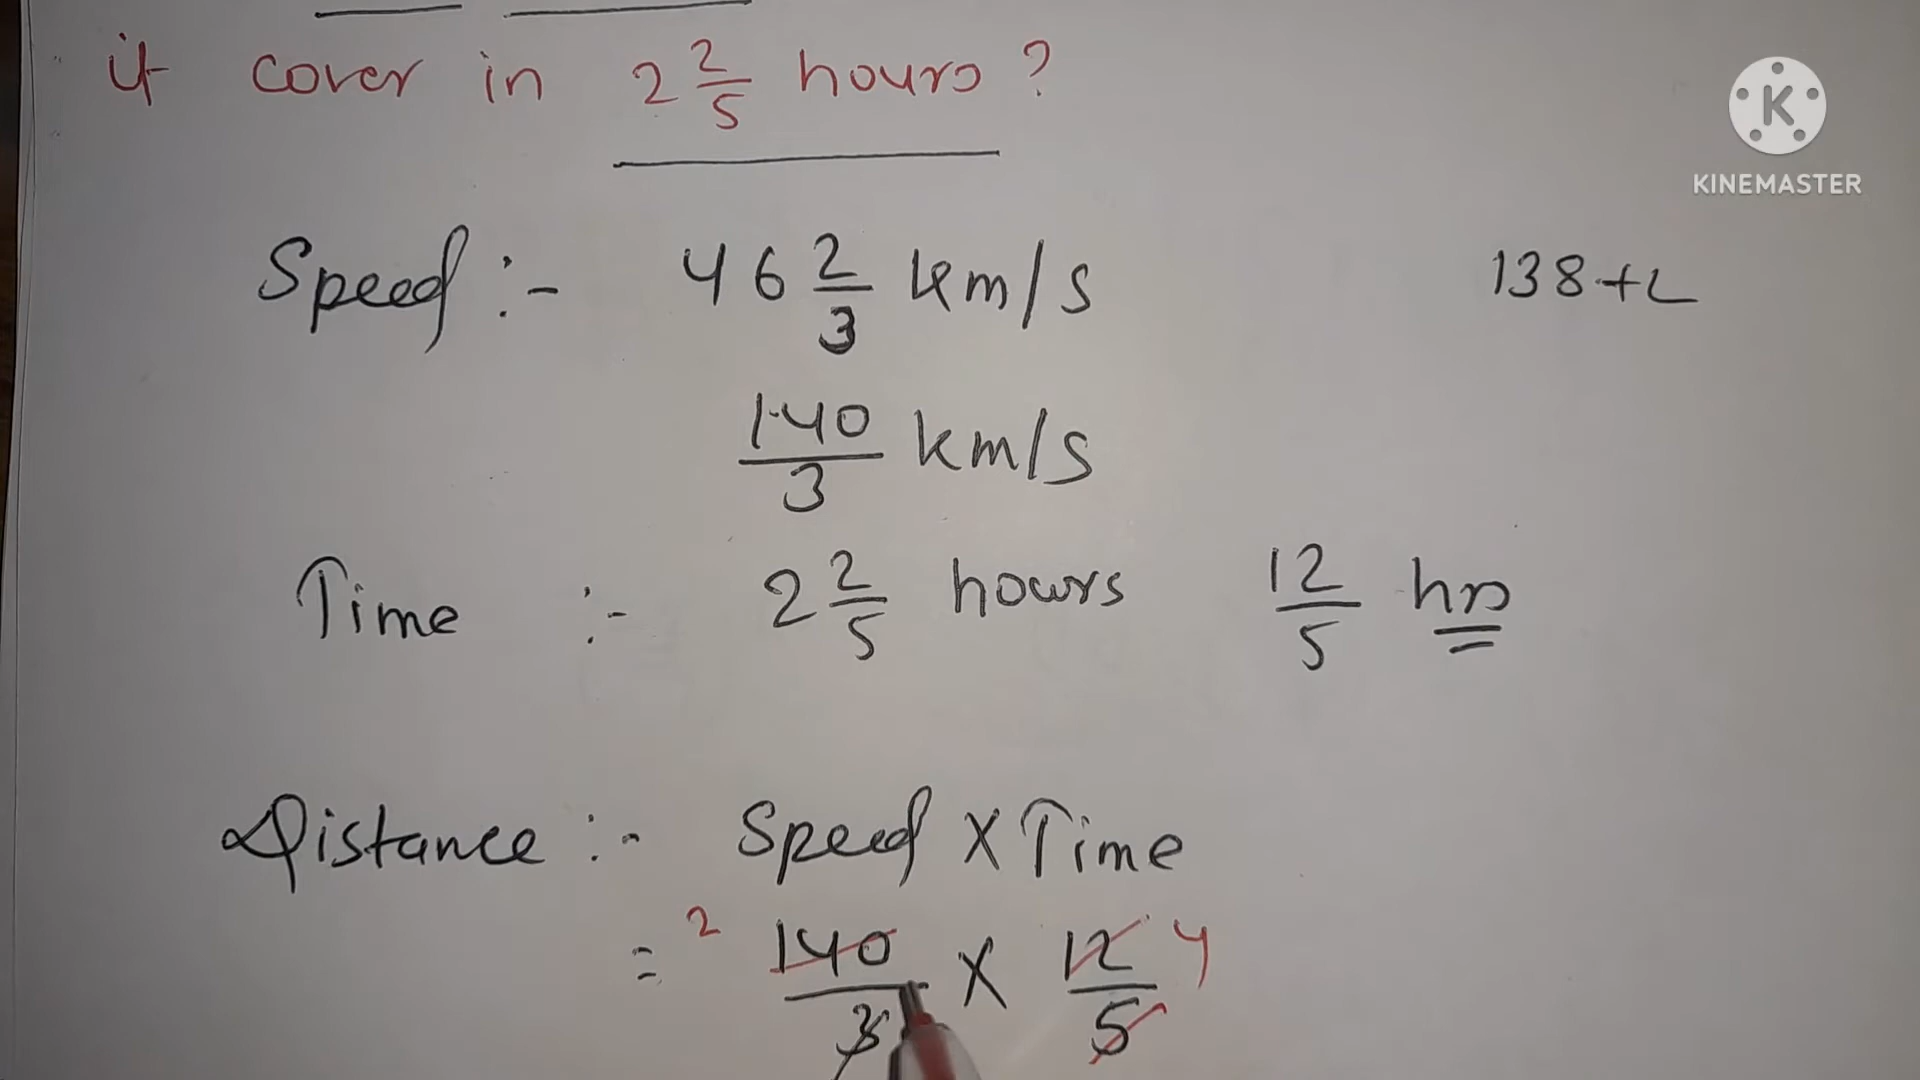 it cover in 2 2/5 hours?
K
KINEMASTER
Speed :- 46 2/3 km/s
138+2
140/3 km/s
Time :- 2 2/5 hours 12/5 hrs
Distance :- Speed X Time
= 2 140/3 X 12/5 4